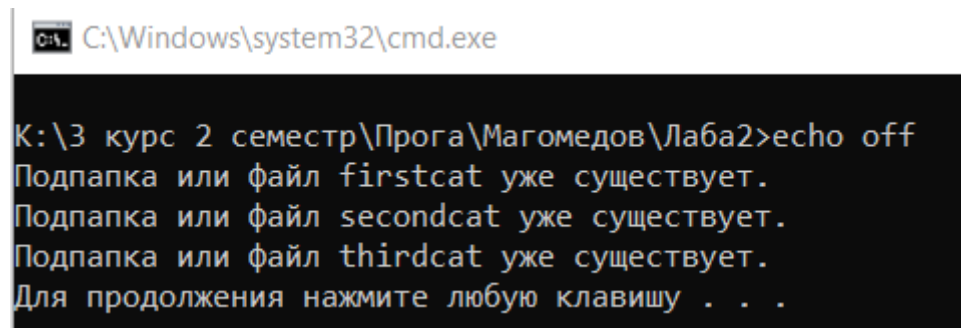 C:\Windows\system32\cmd.exe
K:\3 курс 2 семестр\Прога\Магомедов\Лаба2>echo off
Подпапка или файл firstcat уже существует.
Подпапка или файл secondcat уже существует.
Подпапка или файл thirdcat уже существует.
Для продолжения нажмите любую клавишу . . .